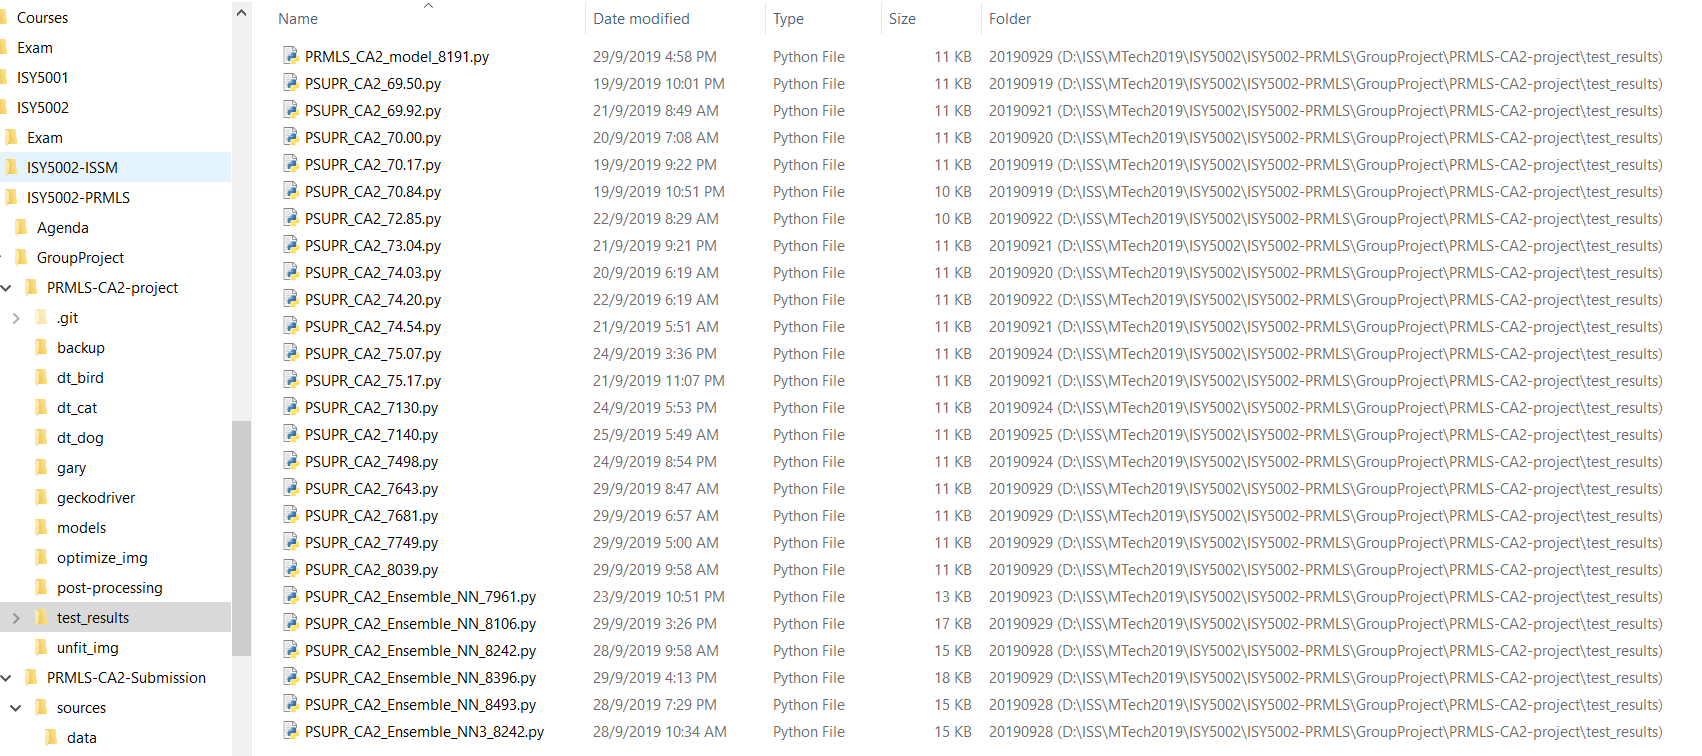 Courses
Exam
ISY5001
ISY5002
Exam
ISY5002-ISSM
ISY5002-PRMLS
Agenda
GroupProject
PRMLS-CA2-project
.git
backup
dt_bird
dt_cat
dt_dog
gary
geckodriver
models
optimize_img
post-processing
test_results
unfit_img
PRMLS-CA2-Submission
sources
data
Name Date modified Type Size Folder
PRMLS_CA2_model_8191.py 29/9/2019 4:58 PM Python File 11 KB 20190929 (D:\ISS\MTech2019\ISY5002\ISY5002-PRMLS\GroupProject\PRMLS-CA2-project\test_results)
PSUPR_CA2_69.50.py 19/9/2019 10:01 PM Python File 11 KB 20190919 (D:\ISS\MTech2019\ISY5002\ISY5002-PRMLS\GroupProject\PRMLS-CA2-project\test_results)
PSUPR_CA2_69.92.py 21/9/2019 8:49 AM Python File 11 KB 20190921 (D:\ISS\MTech2019\ISY5002\ISY5002-PRMLS\GroupProject\PRMLS-CA2-project\test_results)
PSUPR_CA2_70.00.py 20/9/2019 7:08 AM Python File 11 KB 20190920 (D:\ISS\MTech2019\ISY5002\ISY5002-PRMLS\GroupProject\PRMLS-CA2-project\test_results)
PSUPR_CA2_70.17.py 19/9/2019 9:22 PM Python File 11 KB 20190919 (D:\ISS\MTech2019\ISY5002\ISY5002-PRMLS\GroupProject\PRMLS-CA2-project\test_results)
PSUPR_CA2_70.84.py 19/9/2019 10:51 PM Python File 10 KB 20190919 (D:\ISS\MTech2019\ISY5002\ISY5002-PRMLS\GroupProject\PRMLS-CA2-project\test_results)
PSUPR_CA2_72.85.py 22/9/2019 8:29 AM Python File 10 KB 20190922 (D:\ISS\MTech2019\ISY5002\ISY5002-PRMLS\GroupProject\PRMLS-CA2-project\test_results)
PSUPR_CA2_73.04.py 21/9/2019 9:21 PM Python File 11 KB 20190921 (D:\ISS\MTech2019\ISY5002\ISY5002-PRMLS\GroupProject\PRMLS-CA2-project\test_results)
PSUPR_CA2_74.03.py 20/9/2019 6:19 AM Python File 11 KB 20190920 (D:\ISS\MTech2019\ISY5002\ISY5002-PRMLS\GroupProject\PRMLS-CA2-project\test_results)
PSUPR_CA2_74.20.py 22/9/2019 6:19 AM Python File 11 KB 20190922 (D:\ISS\MTech2019\ISY5002\ISY5002-PRMLS\GroupProject\PRMLS-CA2-project\test_results)
PSUPR_CA2_74.54.py 21/9/2019 5:51 AM Python File 11 KB 20190921 (D:\ISS\MTech2019\ISY5002\ISY5002-PRMLS\GroupProject\PRMLS-CA2-project\test_results)
PSUPR_CA2_75.07.py 24/9/2019 3:36 PM Python File 11 KB 20190924 (D:\ISS\MTech2019\ISY5002\ISY5002-PRMLS\GroupProject\PRMLS-CA2-project\test_results)
PSUPR_CA2_75.17.py 21/9/2019 11:07 PM Python File 11 KB 20190921 (D:\ISS\MTech2019\ISY5002\ISY5002-PRMLS\GroupProject\PRMLS-CA2-project\test_results)
PSUPR_CA2_7130.py 24/9/2019 5:53 PM Python File 11 KB 20190924 (D:\ISS\MTech2019\ISY5002\ISY5002-PRMLS\GroupProject\PRMLS-CA2-project\test_results)
PSUPR_CA2_7140.py 25/9/2019 5:49 AM Python File 11 KB 20190925 (D:\ISS\MTech2019\ISY5002\ISY5002-PRMLS\GroupProject\PRMLS-CA2-project\test_results)
PSUPR_CA2_7498.py 24/9/2019 8:54 PM Python File 11 KB 20190924 (D:\ISS\MTech2019\ISY5002\ISY5002-PRMLS\GroupProject\PRMLS-CA2-project\test_results)
PSUPR_CA2_7643.py 29/9/2019 8:47 AM Python File 11 KB 20190929 (D:\ISS\MTech2019\ISY5002\ISY5002-PRMLS\GroupProject\PRMLS-CA2-project\test_results)
PSUPR_CA2_7681.py 29/9/2019 6:57 AM Python File 11 KB 20190929 (D:\ISS\MTech2019\ISY5002\ISY5002-PRMLS\GroupProject\PRMLS-CA2-project\test_results)
PSUPR_CA2_7749.py 29/9/2019 5:00 AM Python File 11 KB 20190929 (D:\ISS\MTech2019\ISY5002\ISY5002-PRMLS\GroupProject\PRMLS-CA2-project\test_results)
PSUPR_CA2_8039.py 29/9/2019 9:58 AM Python File 11 KB 20190929 (D:\ISS\MTech2019\ISY5002\ISY5002-PRMLS\GroupProject\PRMLS-CA2-project\test_results)
PSUPR_CA2_Ensemble_NN_7961.py 23/9/2019 10:51 PM Python File 13 KB 20190923 (D:\ISS\MTech2019\ISY5002\ISY5002-PRMLS\GroupProject\PRMLS-CA2-project\test_results)
PSUPR_CA2_Ensemble_NN_8106.py 29/9/2019 3:26 PM Python File 17 KB 20190929 (D:\ISS\MTech2019\ISY5002\ISY5002-PRMLS\GroupProject\PRMLS-CA2-project\test_results)
PSUPR_CA2_Ensemble_NN_8242.py 28/9/2019 9:58 AM Python File 15 KB 20190928 (D:\ISS\MTech2019\ISY5002\ISY5002-PRMLS\GroupProject\PRMLS-CA2-project\test_results)
PSUPR_CA2_Ensemble_NN_8396.py 29/9/2019 4:13 PM Python File 18 KB 20190929 (D:\ISS\MTech2019\ISY5002\ISY5002-PRMLS\GroupProject\PRMLS-CA2-project\test_results)
PSUPR_CA2_Ensemble_NN_8493.py 28/9/2019 7:29 PM Python File 15 KB 20190928 (D:\ISS\MTech2019\ISY5002\ISY5002-PRMLS\GroupProject\PRMLS-CA2-project\test_results)
PSUPR_CA2_Ensemble_NN3_8242.py 28/9/2019 10:34 AM Python File 15 KB 20190928 (D:\ISS\MTech2019\ISY5002\ISY5002-PRMLS\GroupProject\PRMLS-CA2-project\test_results)